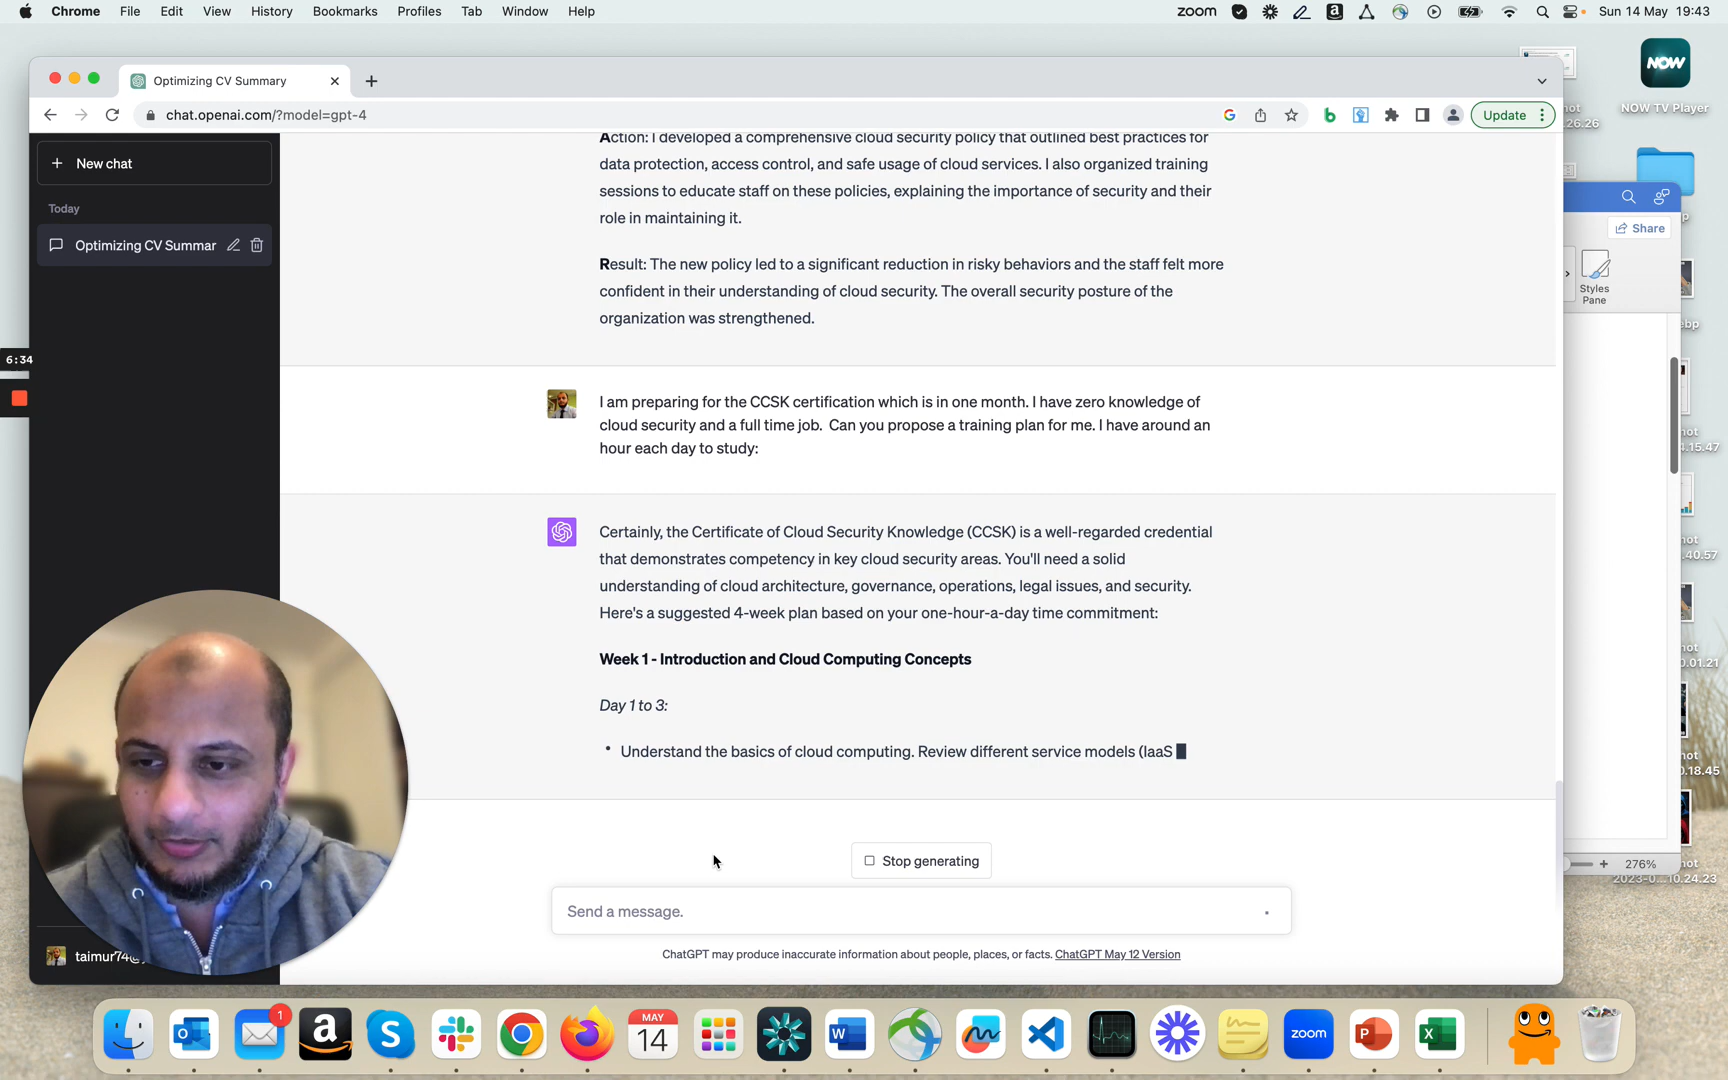 Chrome File Edit View History Bookmarks Profiles Tab Window Help zoom Sun 14 May 19:43
Optimizing CV Summary
NOW
NOW TV Player
chat.openai.com/?model=gpt-4 Update
New chat
Today
Optimizing CV Summar
Action: I developed a comprehensive cloud security policy that outlined best practices for
data protection, access control, and safe usage of cloud services. I also organized training
sessions to educate staff on these policies, explaining the importance of security and their
role in maintaining it.
Result: The new policy led to a significant reduction in risky behaviors and the staff felt more
confident in their understanding of cloud security. The overall security posture of the
organization was strengthened.
6:34
I am preparing for the CCSK certification which is in one month. I have zero knowledge of
cloud security and a full time job. Can you propose a training plan for me. I have around an
hour each day to study:
Certainly, the Certificate of Cloud Security Knowledge (CCSK) is a well-regarded credential
that demonstrates competency in key cloud security areas. You'll need a solid
understanding of cloud architecture, governance, operations, legal issues, and security.
Here's a suggested 4-week plan based on your one-hour-a-day time commitment:
Week 1 - Introduction and Cloud Computing Concepts
Day 1 to 3:
• Understand the basics of cloud computing. Review different service models (IaaS
Stop generating
Send a message.
ChatGPT may produce inaccurate information about people, places, or facts. ChatGPT May 12 Version
taimur74@
Share
Styles
Pane
276%
2023-0...10.24.23
1
MAY
14
zoom